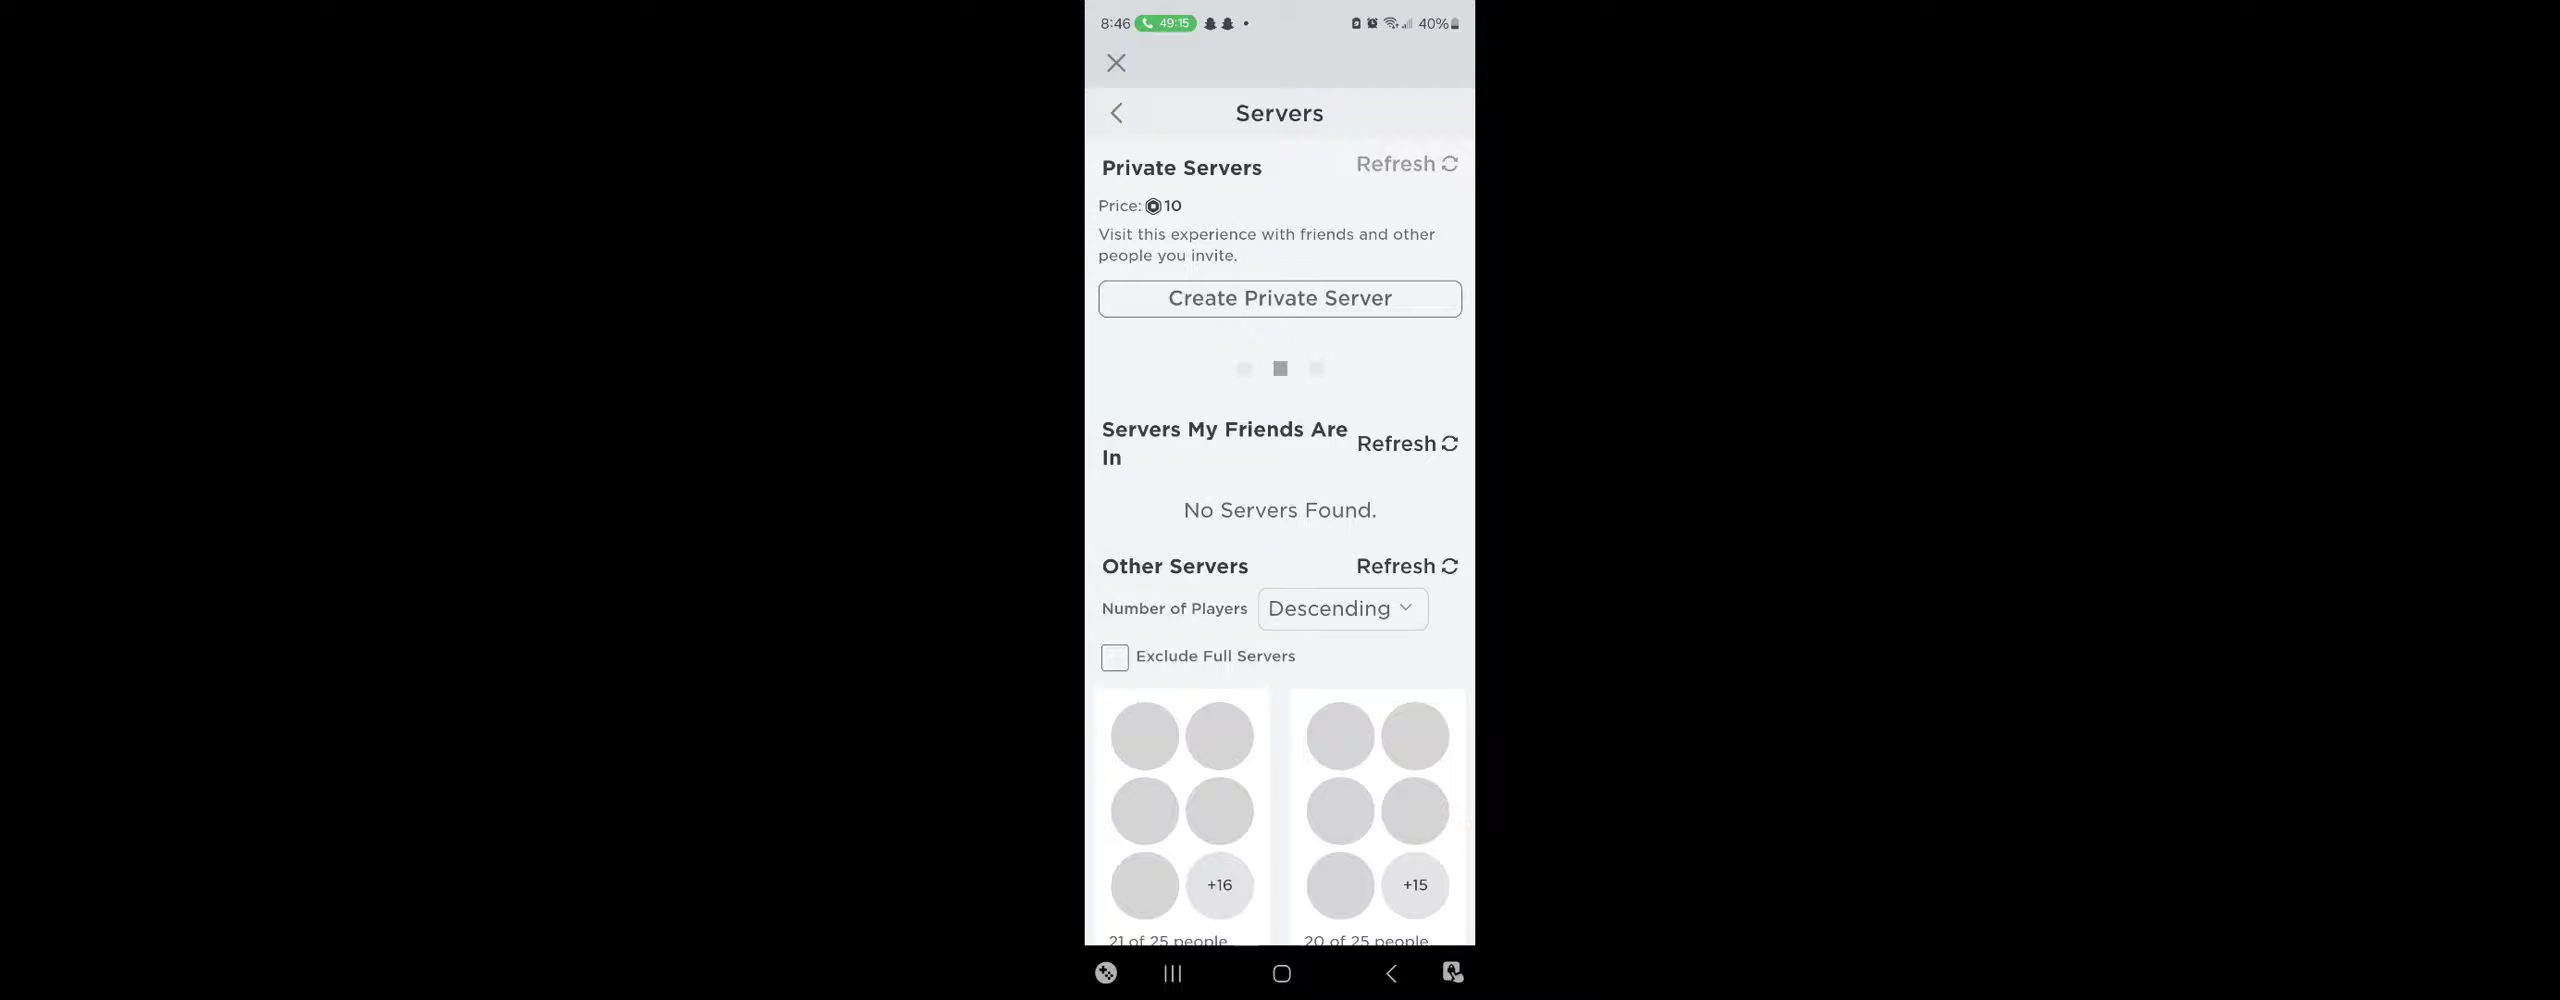 8:46 49:15 40%
Servers
Private Servers Refresh
Price: 10
Visit this experience with friends and other
people you invite.
Create Private Server
Servers My Friends Are
In
Refresh
No Servers Found.
Other Servers Refresh
Number of Players Descending
Exclude Full Servers
+16 +15
21 of 25 people 20 of 25 people